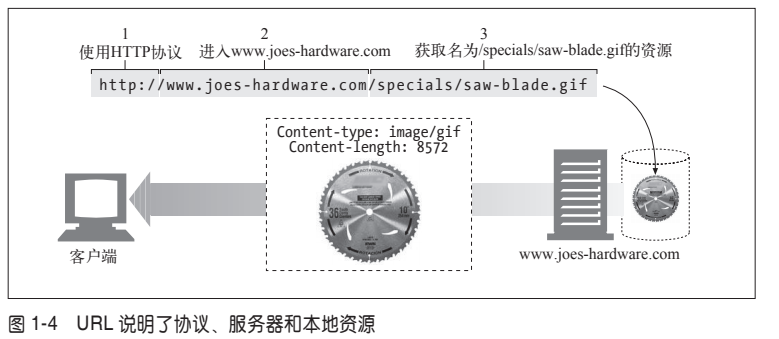 1
2
3
使用HTTP协议
进入www.joes-hardware.com
获取名为/specials/saw-blade.gif的资源
http://www.joes-hardware.com/specials/saw-blade.gif
Content-type: image/gif
Content-length: 8572
ROTATION
36
10
客户端
www.joes-hardware.com
图 1-4 URL 说明了协议、服务器和本地资源